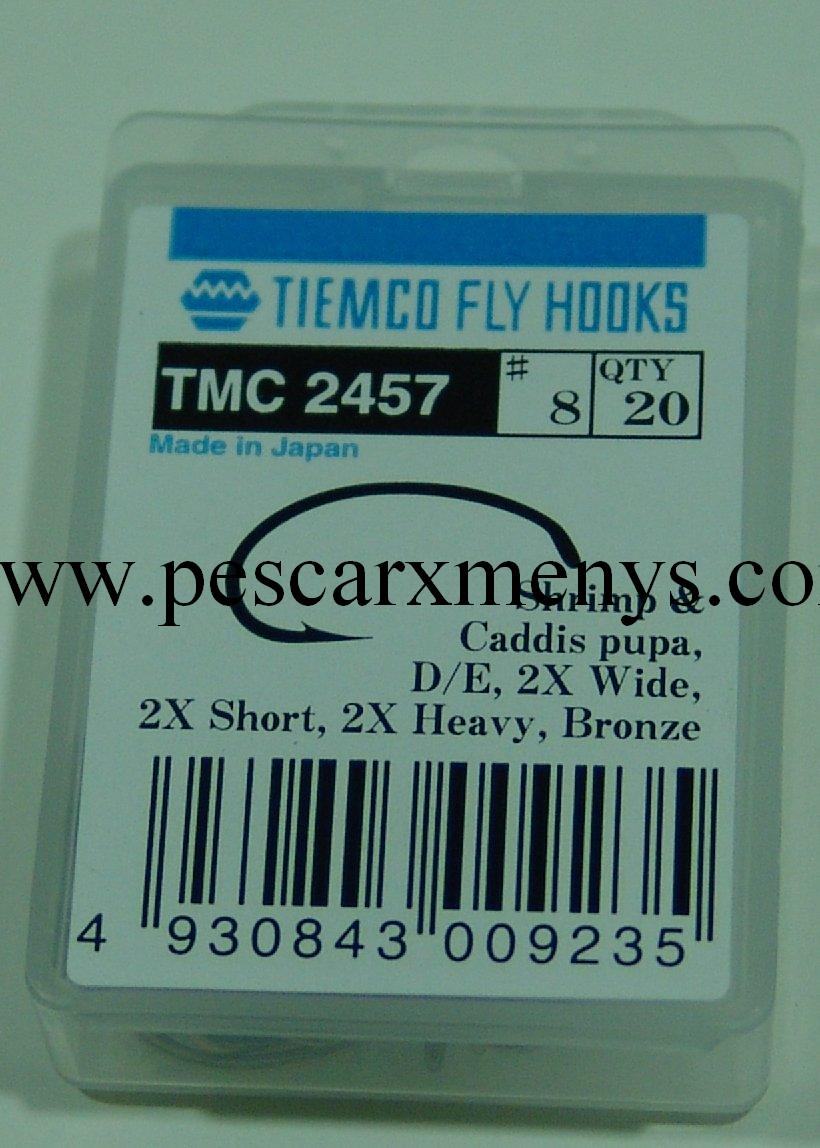 TIEMCO FLY HOOKS
TMC 2457 # 8 QTY 20
Made in Japan
www.pescarxmenys.co
Shrimp &
Caddis pupa,
D/E, 2X Wide,
2X Short, 2X Heavy, Bronze
4 930843 009235